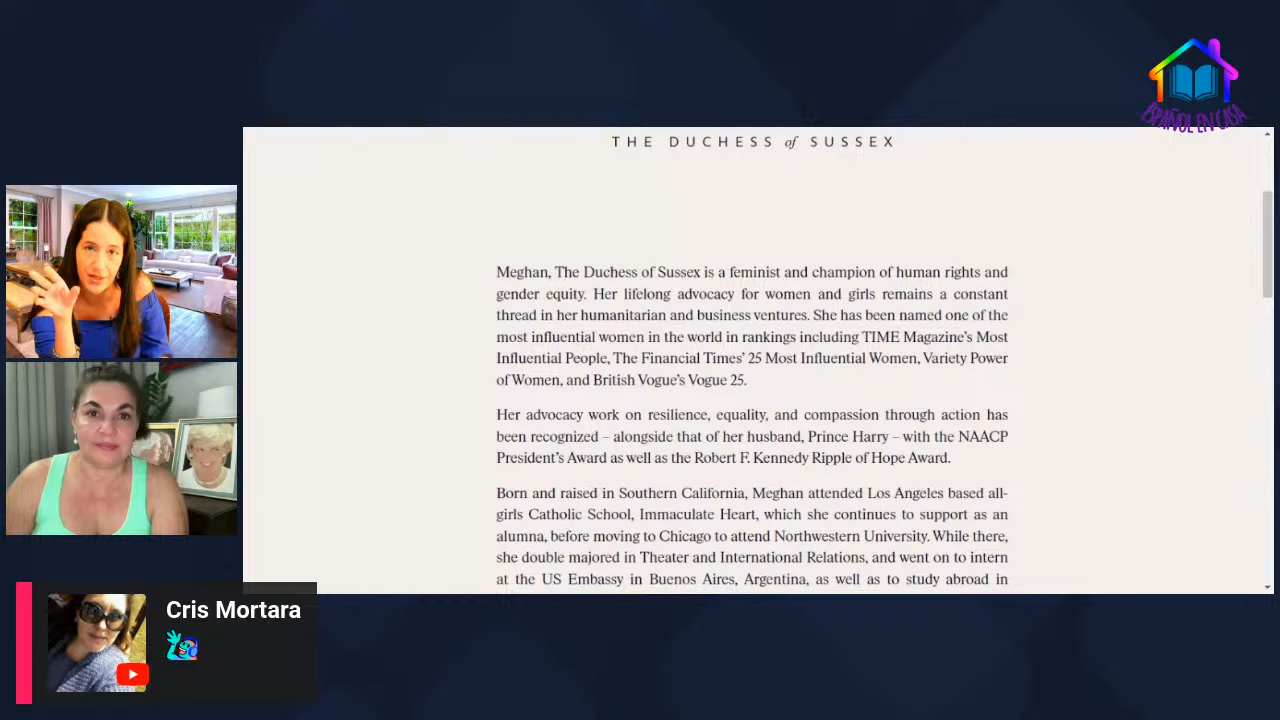 ESPAÑOL EN CASA
THE DUCHESS of SUSSEX
Meghan, The Duchess of Sussex is a feminist and champion of human rights and
gender equity. Her lifelong advocacy for women and girls remains a constant
thread in her humanitarian and business ventures. She has been named one of the
most influential women in the world in rankings including TIME Magazine's Most
Influential People, The Financial Times' 25 Most Influential Women, Variety Power
of Women, and British Vogue's Vogue 25.
Her advocacy work on resilience, equality, and compassion through action has
been recognized – alongside that of her husband, Prince Harry – with the NAACP
President's Award as well as the Robert F. Kennedy Ripple of Hope Award.
Born and raised in Southern California, Meghan attended Los Angeles based all-
girls Catholic School, Immaculate Heart, which she continues to support as an
alumna, before moving to Chicago to attend Northwestern University. While there,
she double majored in Theater and International Relations, and went on to intern
at the US Embassy in Buenos Aires, Argentina, as well as to study abroad in
Cris Mortara